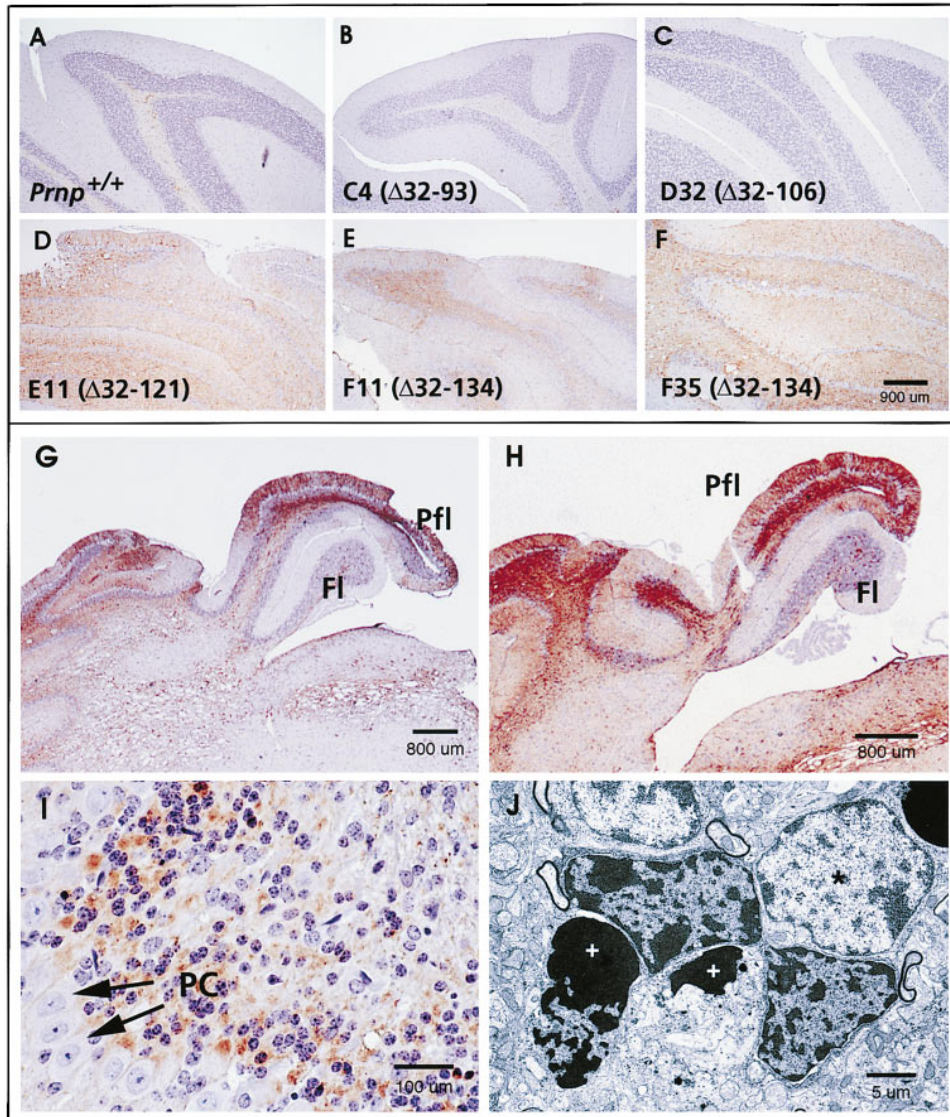 A
Prnp+/+
B
C4 (Δ32-93)
C
D32 (Δ32-106)
D
E11 (Δ32-121)
E
F11 (Δ32-134)
F
F35 (Δ32-134)
900 um
G
Pfl
Fl
800 um
H
Pfl
Fl
800 um
I
PC
100 um
J
*
+
+
5 um